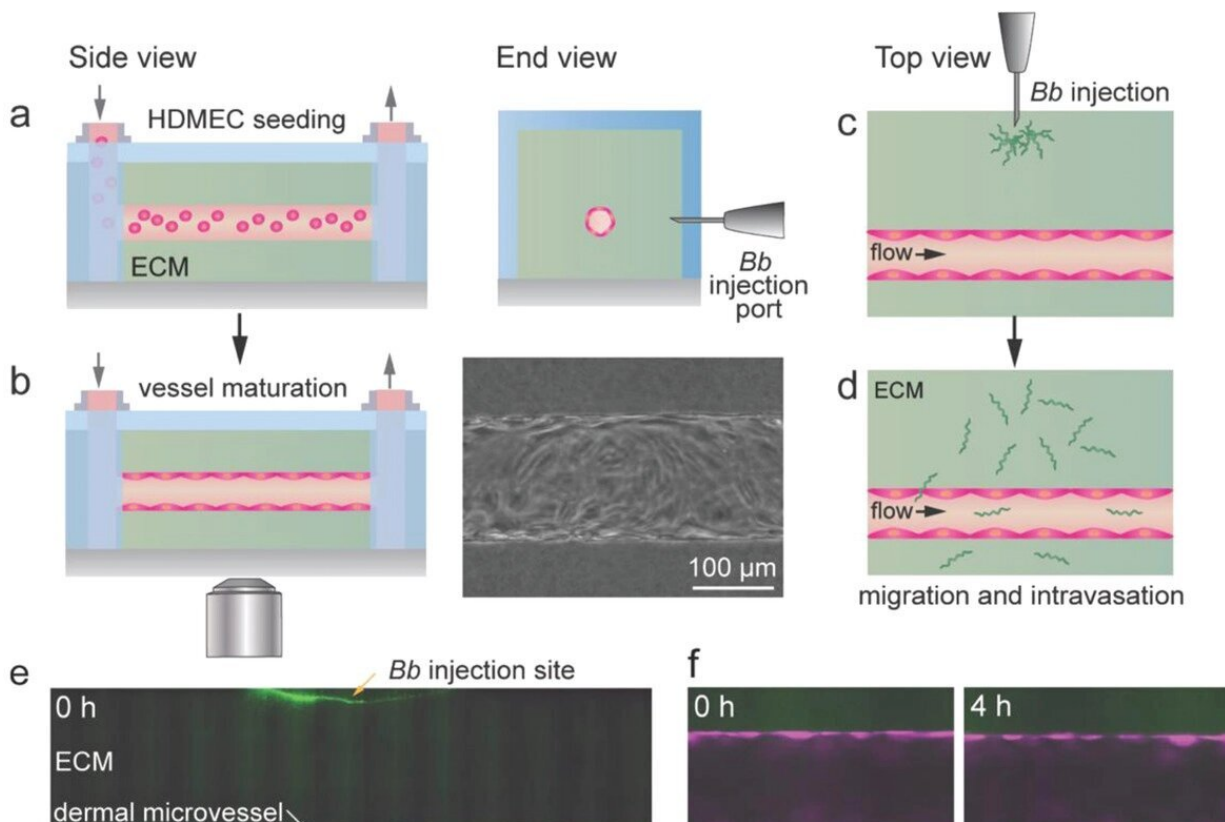 Side view
End view
Top view
a
HDMEC seeding
ECM
Bb
injection
port
c
Bb injection
flow
b
vessel maturation
100 µm
d
ECM
flow
migration and intravasation
e
Bb injection site
0 h
ECM
dermal microvessel
f
0 h
4 h